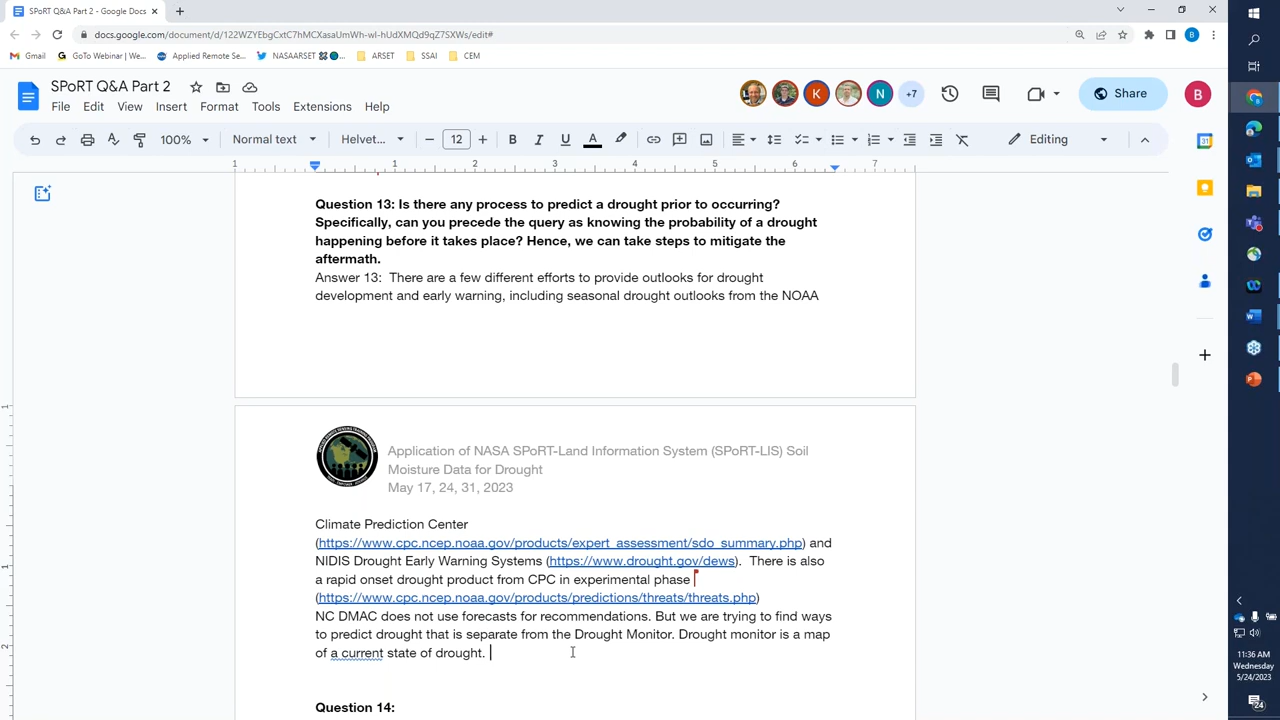 SPoRT Q&A Part 2 - Google Docs
docs.google.com/document/d/122WZYEbgCxtC7hMCXasaUmWh-wI-hUdXMQd9qZ7SXWs/edit#
Gmail
GoTo Webinar | We...
Applied Remote Se...
NASAARSET
ARSET
SSAI
CEM
SPoRT Q&A Part 2
File Edit View Insert Format Tools Extensions Help
K
N
+7
Share
B
100%
Normal text
Helvet...
12
Editing
1 1 2 3 4 5 6 7
Question 13: Is there any process to predict a drought prior to occurring?
Specifically, can you precede the query as knowing the probability of a drought
happening before it takes place? Hence, we can take steps to mitigate the
aftermath.
Answer 13: There are a few different efforts to provide outlooks for drought
development and early warning, including seasonal drought outlooks from the NOAA
Application of NASA SPoRT-Land Information System (SPoRT-LIS) Soil
Moisture Data for Drought
May 17, 24, 31, 2023
Climate Prediction Center
(https://www.cpc.ncep.noaa.gov/products/expert_assessment/sdo_summary.php) and
NIDIS Drought Early Warning Systems (https://www.drought.gov/dews). There is also
a rapid onset drought product from CPC in experimental phase
(https://www.cpc.ncep.noaa.gov/products/predictions/threats/threats.php)
NC DMAC does not use forecasts for recommendations. But we are trying to find ways
to predict drought that is separate from the Drought Monitor. Drought monitor is a map
of a current state of drought.
Question 14:
11:36 AM
Wednesday
5/24/2023
24